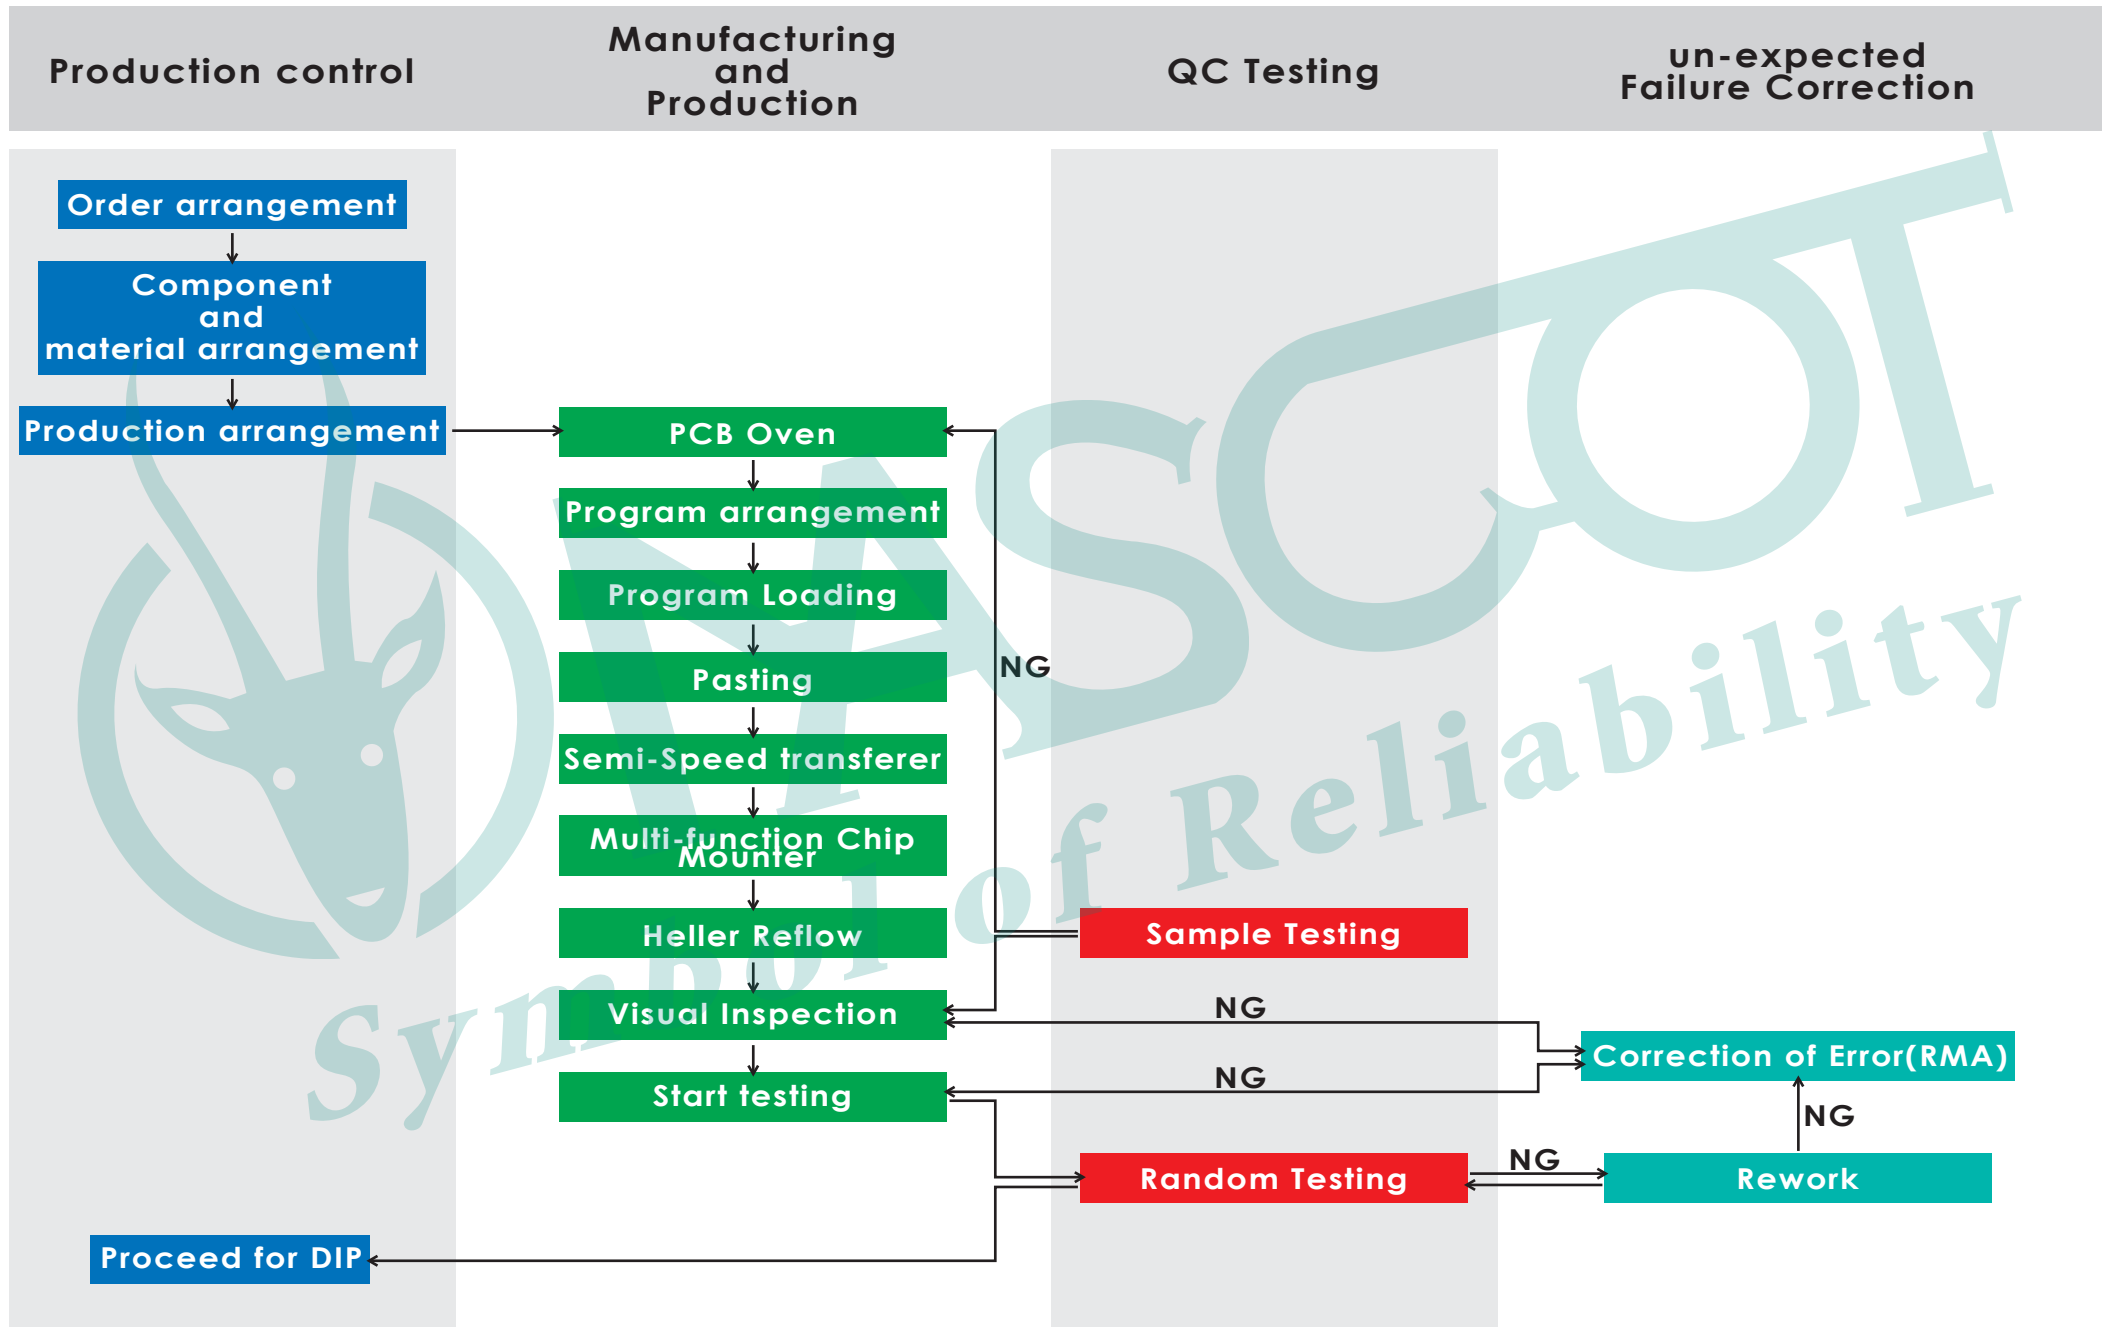 Production control
Manufacturing
and
Production
QC Testing
un-expected
Failure Correction
Order arrangement
Component
and
material arrangement
Production arrangement
PCB Oven
Program arrangement
Program Loading
NG
Pasting
Semi-Speed transferer
Multi-function Chip
Mounter
Heller Reflow
Sample Testing
Visual Inspection
NG
Correction of Error(RMA)
Start testing
NG
NG
Random Testing
NG
Rework
Proceed for DIP
MASCOT
Symbol of Reliability